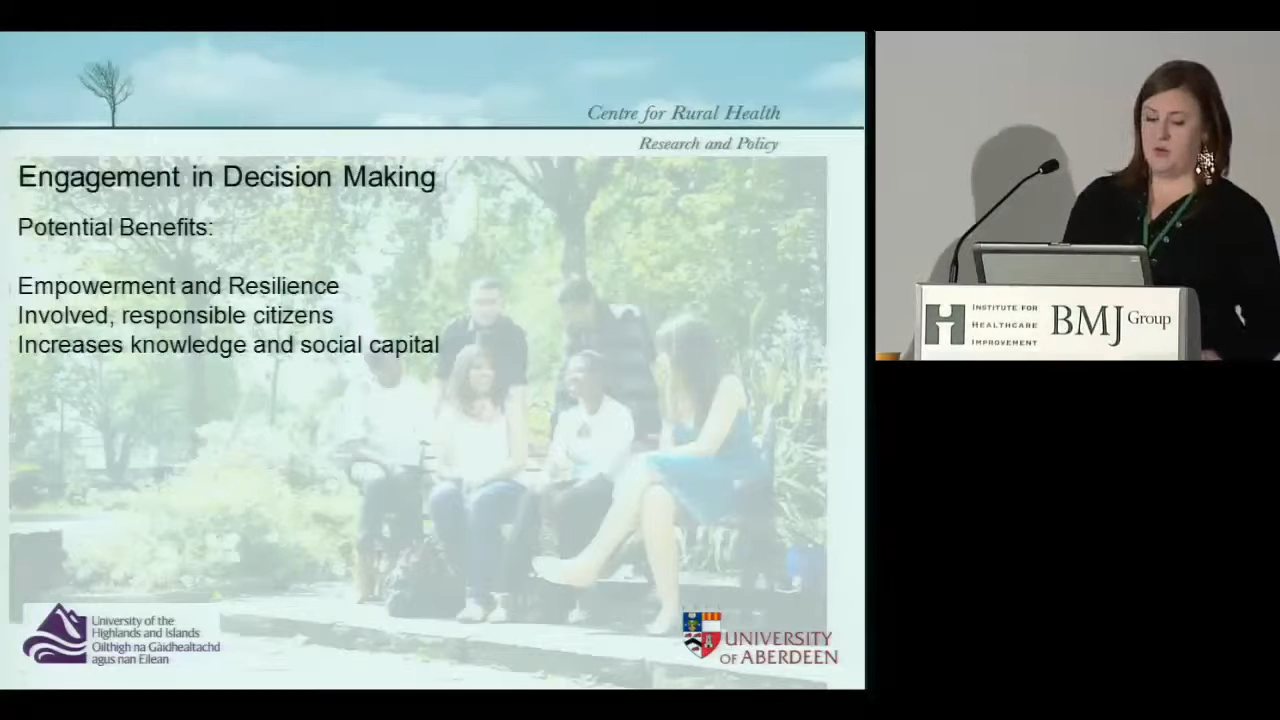 Centre for Rural Health
Research and Policy
Engagement in Decision Making
Potential Benefits:
Empowerment and Resilience
Involved, responsible citizens
Increases knowledge and social capital
University of the
Highlands and Islands
Oilthigh na Gàidhealtachd
agus nan Eilean
UNIVERSITY
OF ABERDEEN
INSTITUTE FOR
HEALTHCARE
IMPROVEMENT
BMJ Group